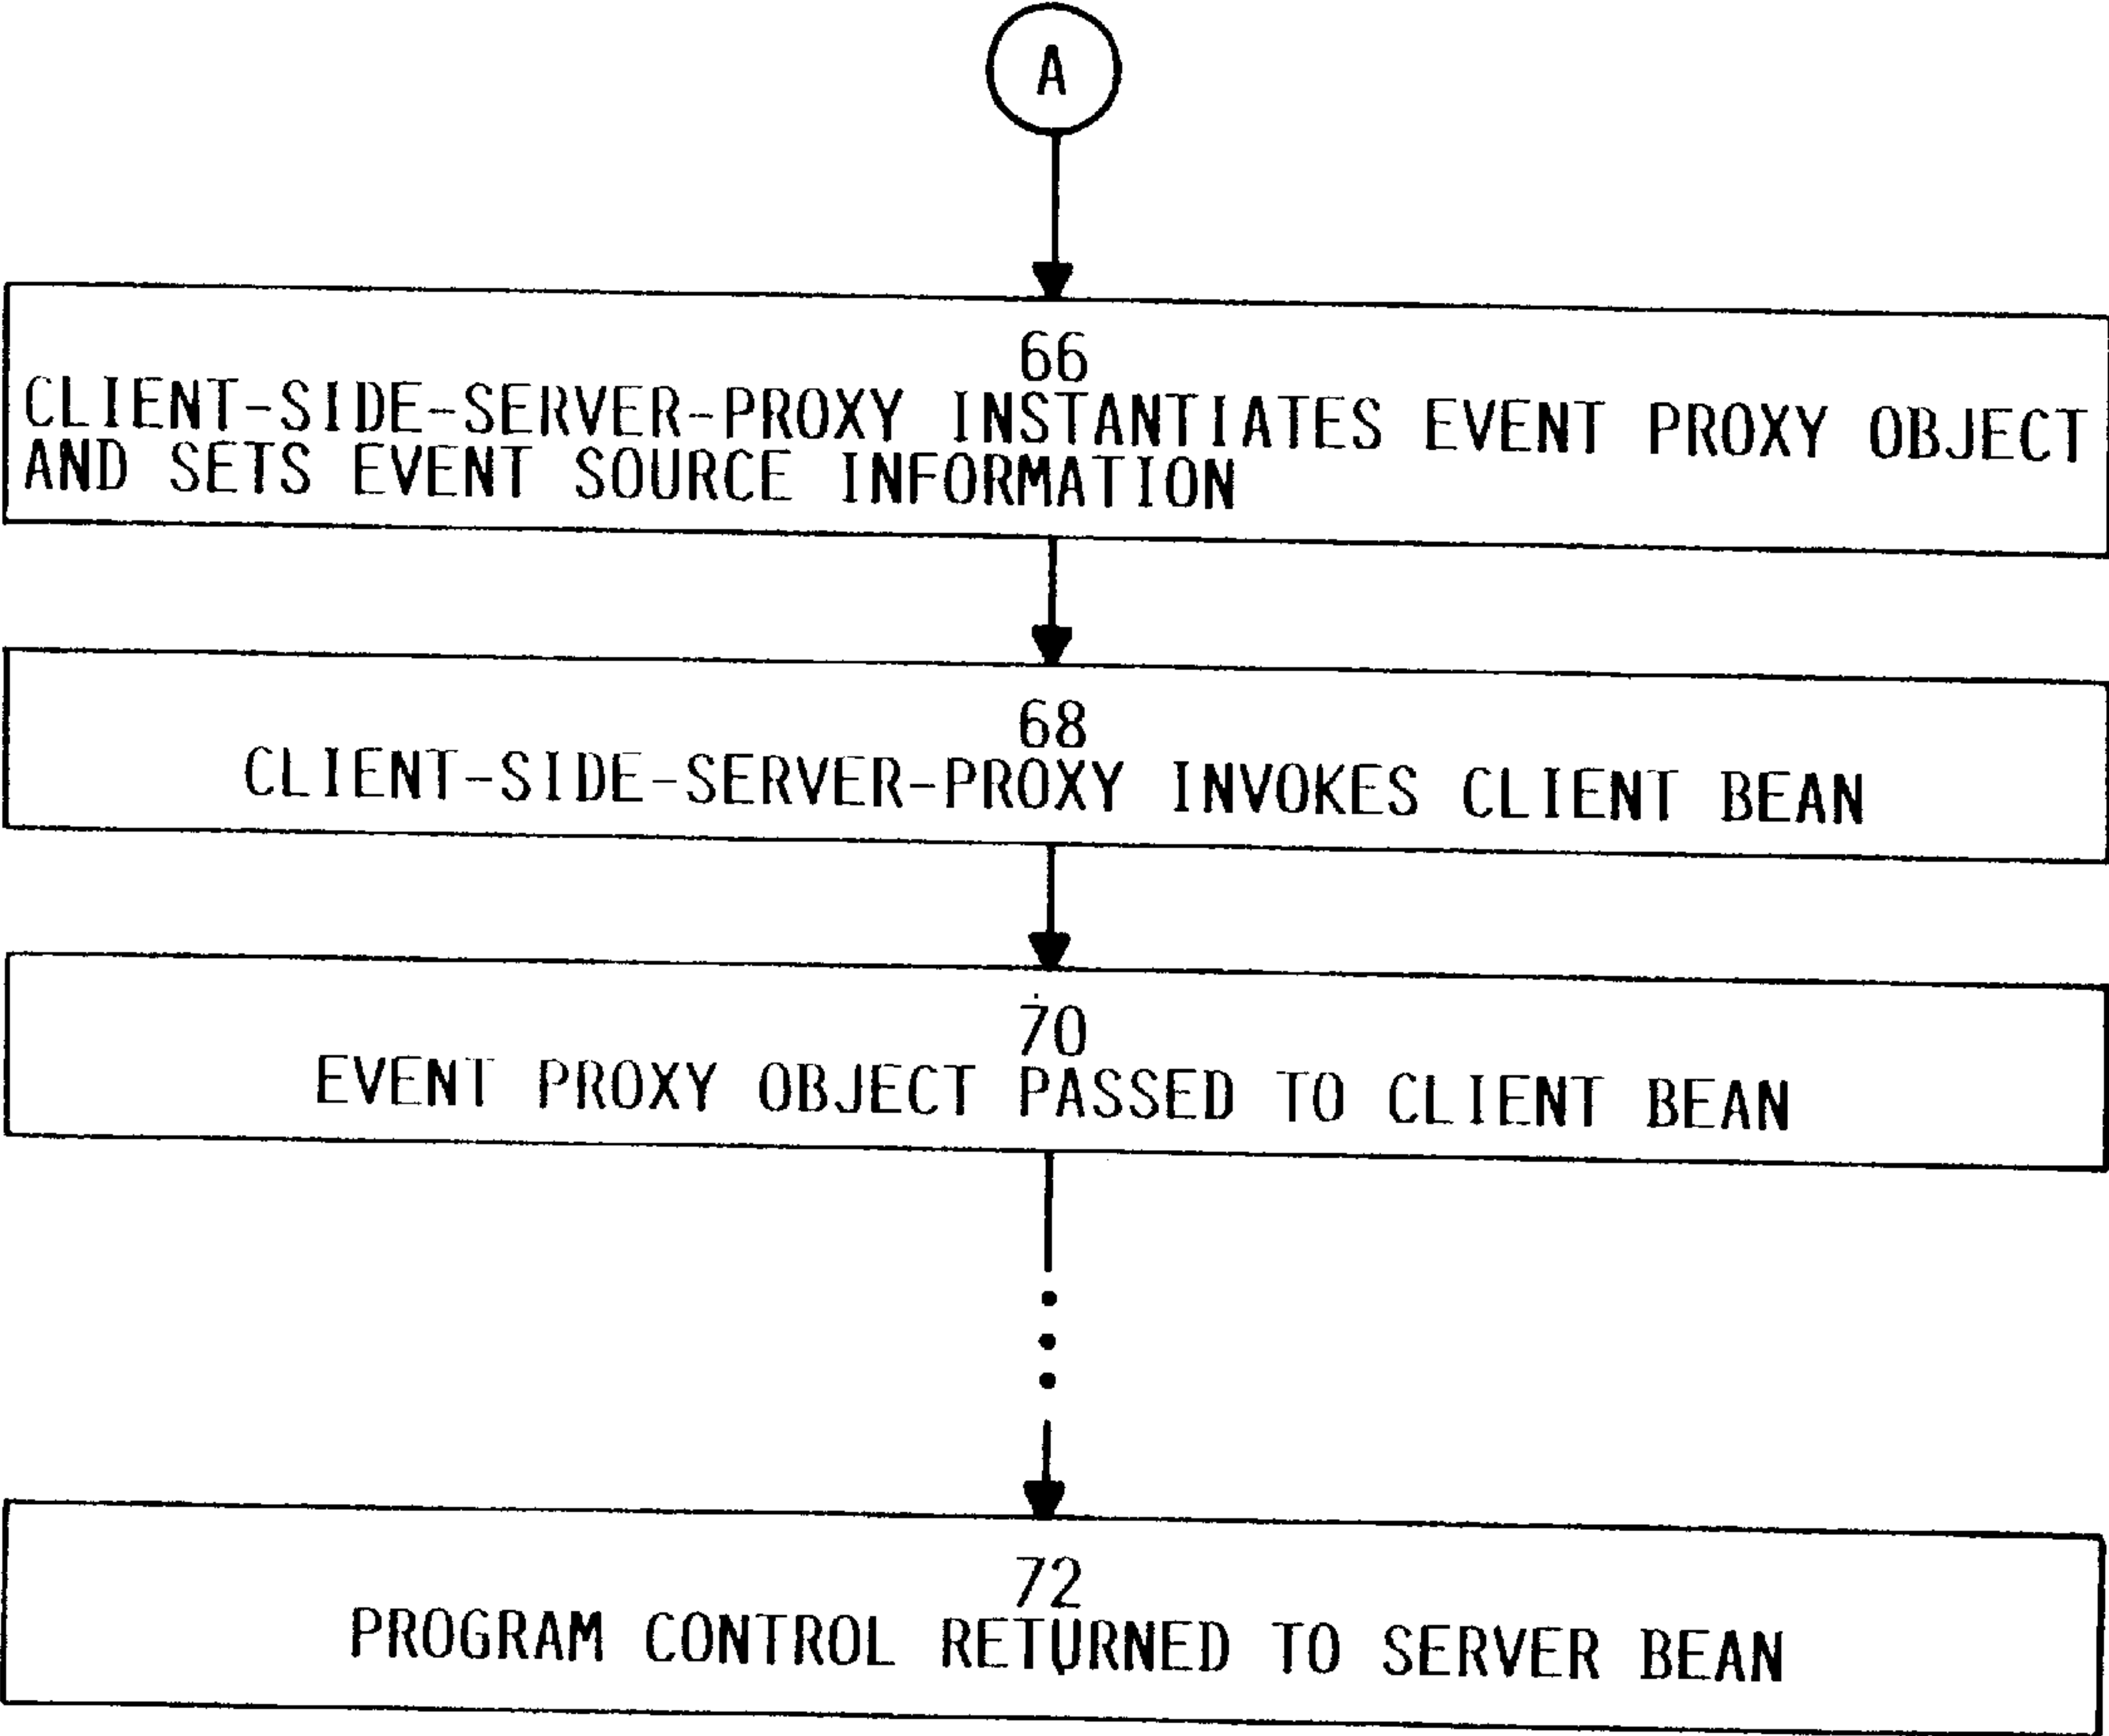 A
66
CLIENT-SIDE-SERVER-PROXY INSTANTIATES EVENT PROXY OBJECT
AND SETS EVENT SOURCE INFORMATION
68
CLIENT-SIDE-SERVER-PROXY INVOKES CLIENT BEAN
70
EVENT PROXY OBJECT PASSED TO CLIENT BEAN
72
PROGRAM CONTROL RETURNED TO SERVER BEAN